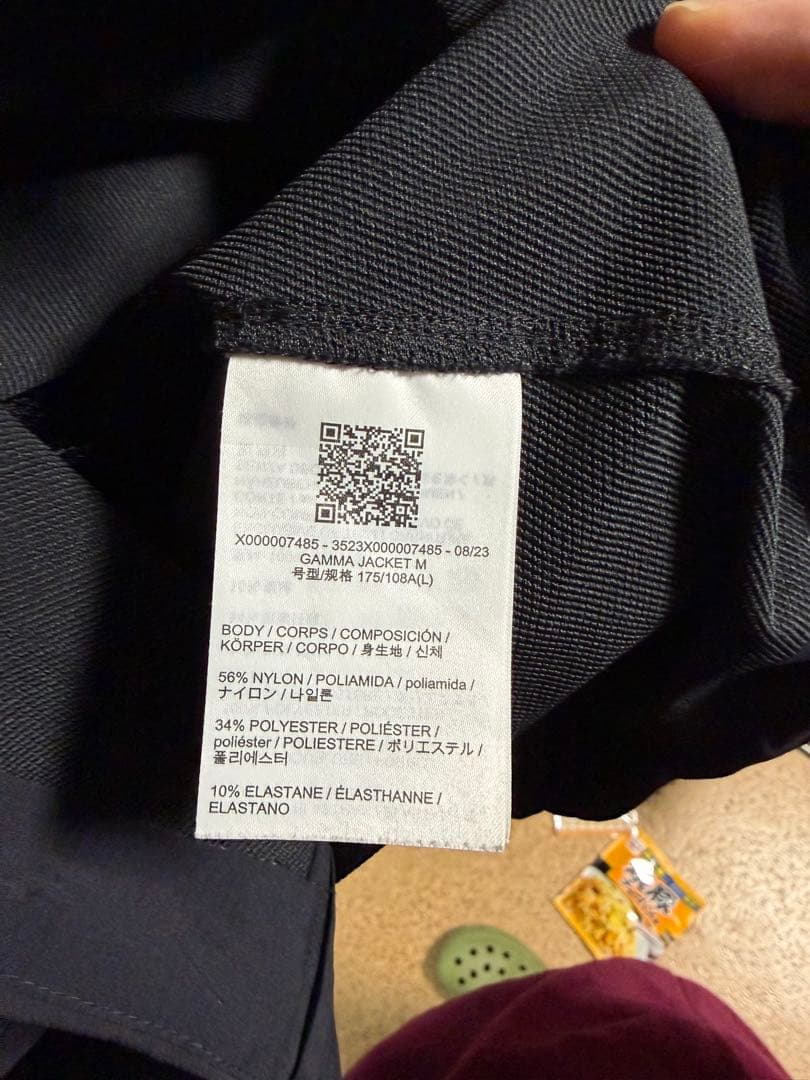 X000007485 - 3523X000007485 - 08/23
GAMMA JACKET M
号型/规格 175/108A(L)
BODY / CORPS / COMPOSICIÓN /
KÖRPER / CORPO / 身生地 / 신체
56% NYLON / POLIAMIDA / poliamida /
ナイロン / 나일론
34% POLYESTER / POLIÉSTER /
poliéster / POLIESTERE / ポリエステル /
폴리에스터
10% ELASTANE / ÉLASTHANNE /
ELASTANO